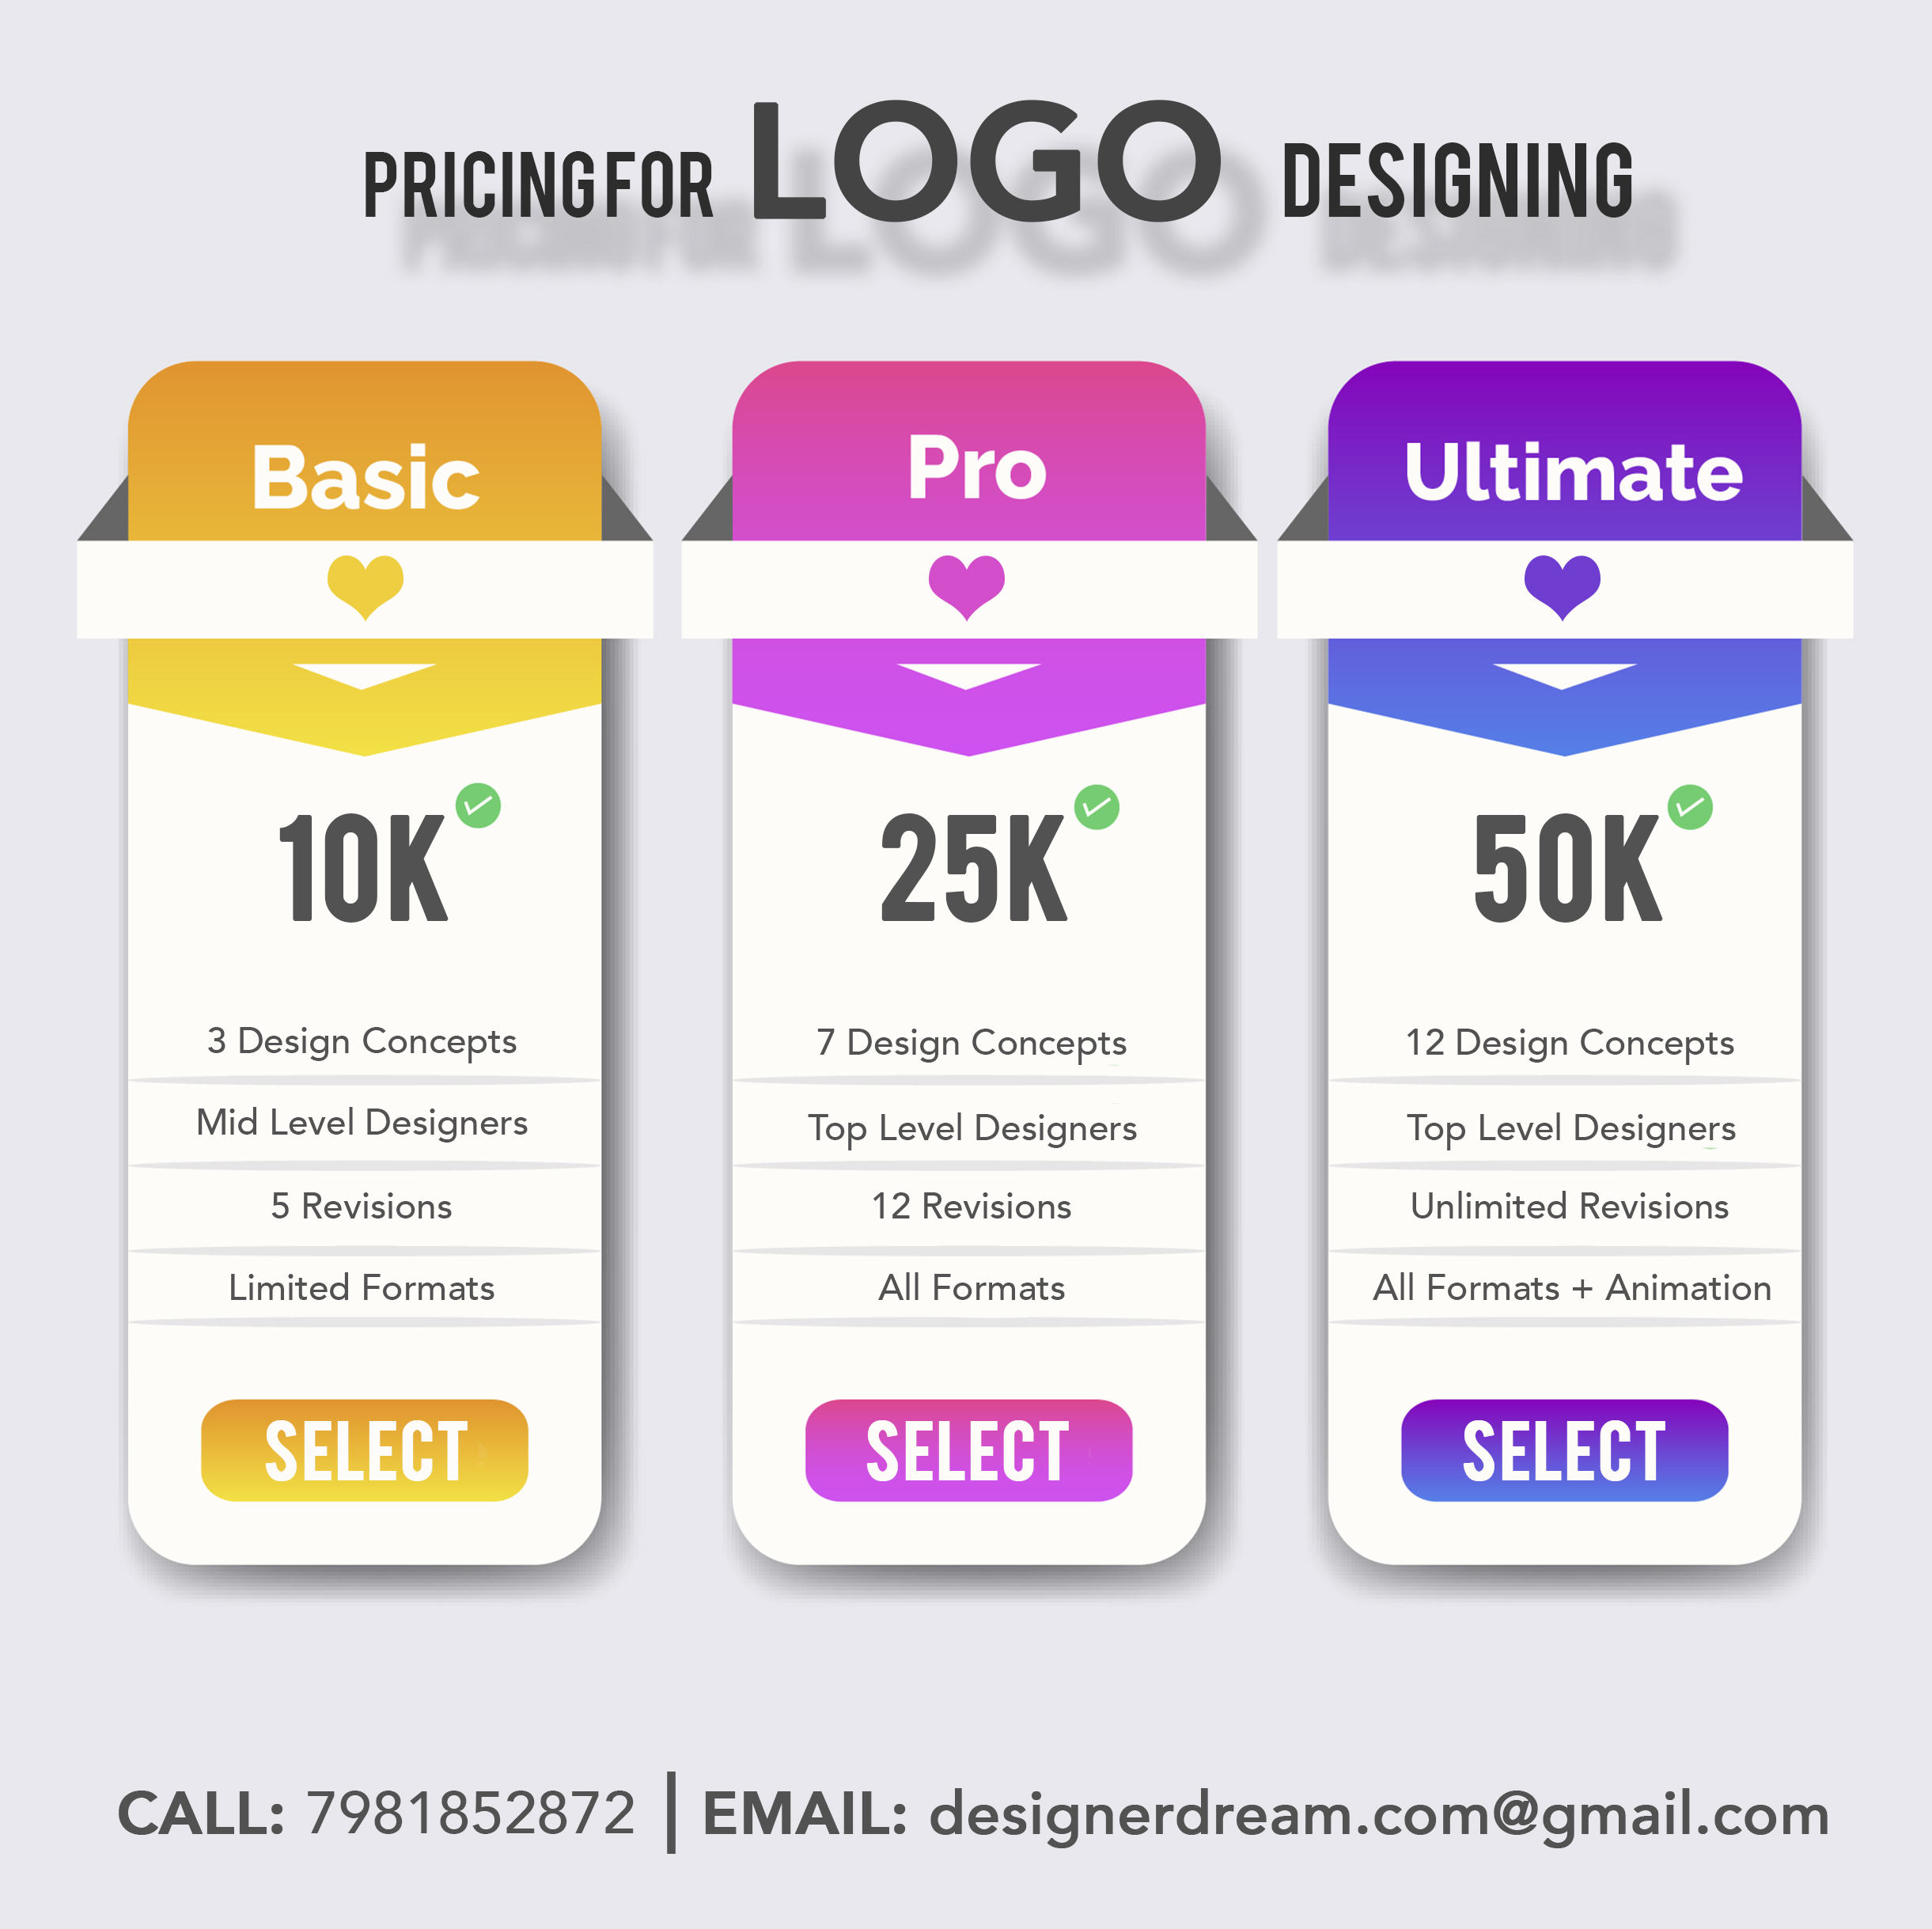 PRICING FOR LOGO DESIGNING
Basic
10K
3 Design Concepts
Mid Level Designers
5 Revisions
Limited Formats
SELECT
Pro
25K
7 Design Concepts
Top Level Designers
12 Revisions
All Formats
SELECT
Ultimate
50K
12 Design Concepts
Top Level Designers
Unlimited Revisions
All Formats + Animation
SELECT
CALL: 7981852872 | EMAIL: designerdream.com@gmail.com